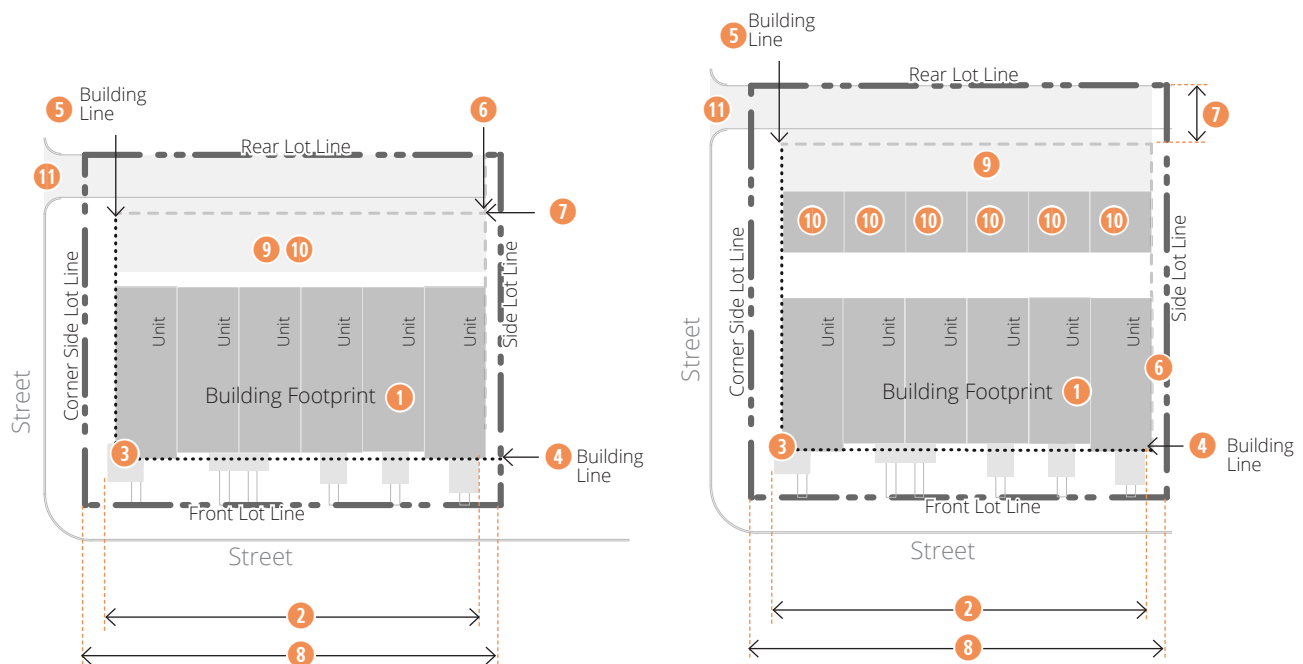 5 Building
Line
6
Rear Lot Line
11
7
9 10
Corner Side Lot Line
Side Lot Line
Unit
Unit
Unit
Unit
Unit
Unit
Building Footprint 1
Street
3
4 Building
Line
Front Lot Line
Street
2
8
5 Building
Line
Rear Lot Line
11
7
9
10
10
10
10
10
10
Corner Side Lot Line
Side Lot Line
Unit
Unit
Unit
Unit
Unit
Unit
Street
6
Building Footprint 1
3
4 Building
Line
Front Lot Line
Street
2
8